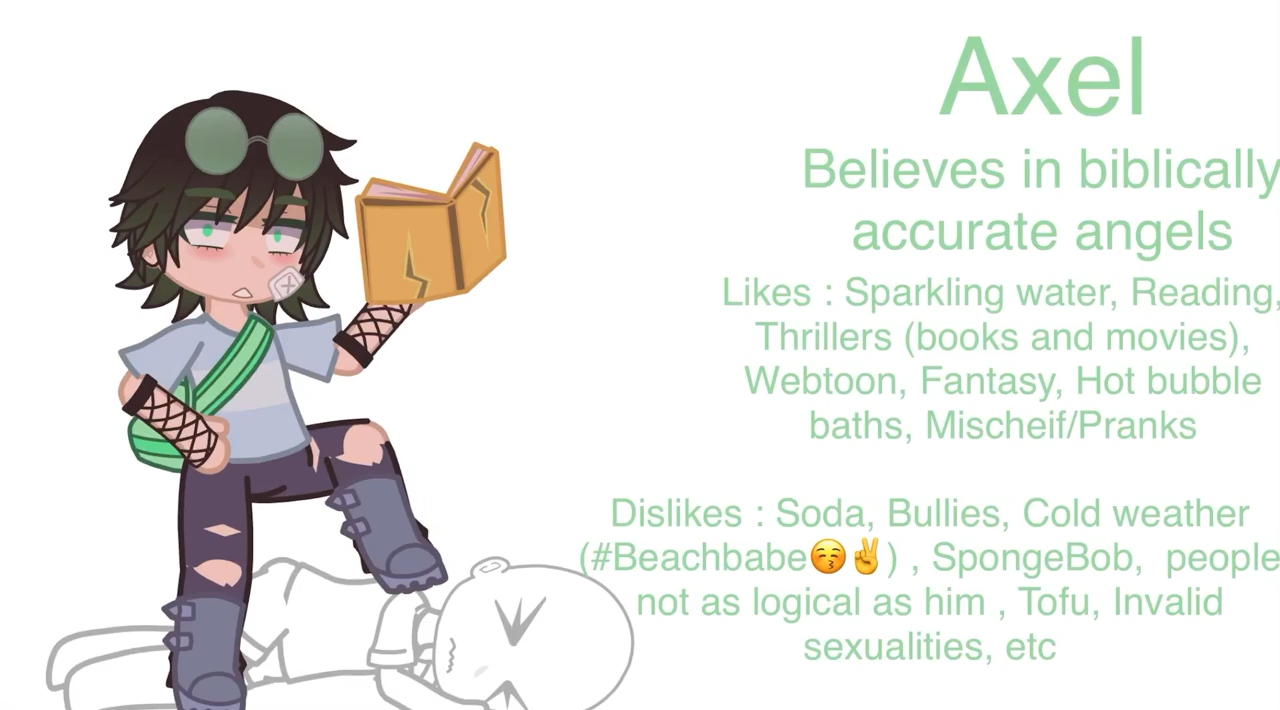 Axel
Believes in biblically
accurate angels
Likes : Sparkling water, Reading,
Thrillers (books and movies),
Webtoon, Fantasy, Hot bubble
baths, Mischeif/Pranks
Dislikes : Soda, Bullies, Cold weather
(#Beachbabe😚✌️) , SpongeBob,  people
not as logical as him , Tofu, Invalid
sexualities, etc